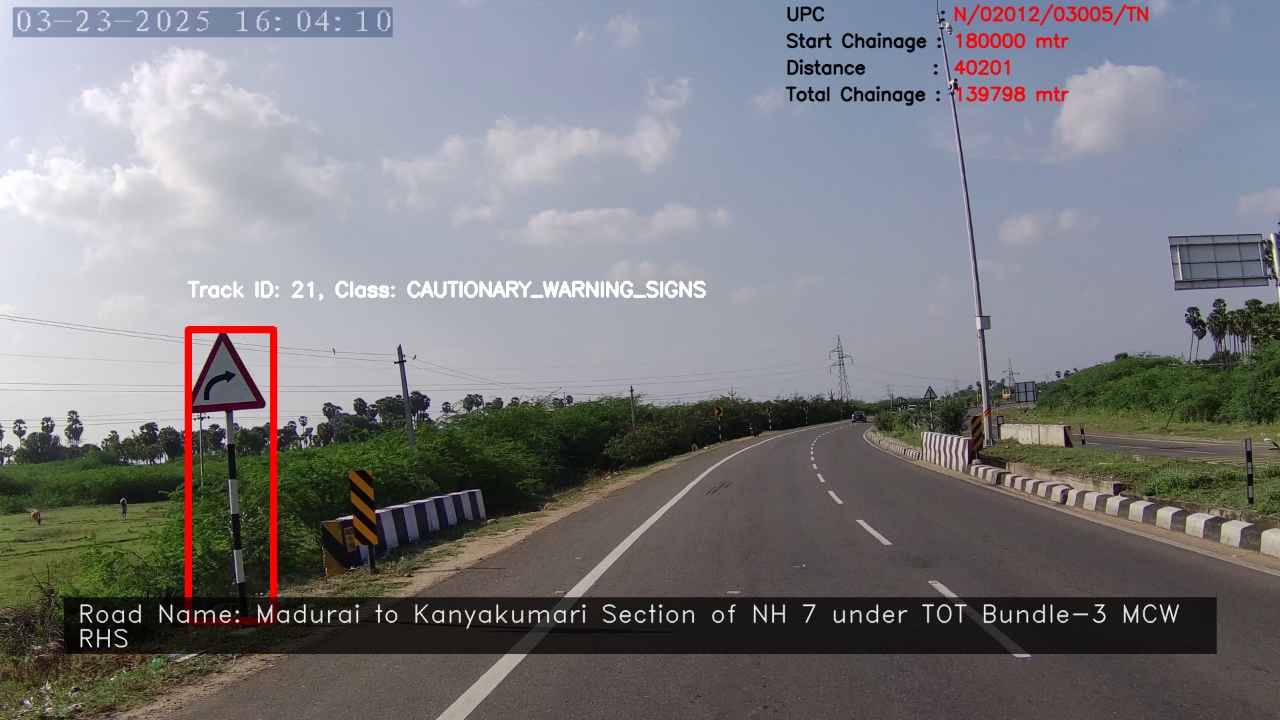 03-23-2025 16:04:10
UPC : N/02012/03005/TN
Start Chainage : 180000 mtr
Distance : 40201
Total Chainage : 139798 mtr
Track ID: 21, Class: CAUTIONARY_WARNING_SIGNS
Road Name: Madurai to Kanyakumari Section of NH 7 under TOT Bundle-3 MCW
RHS